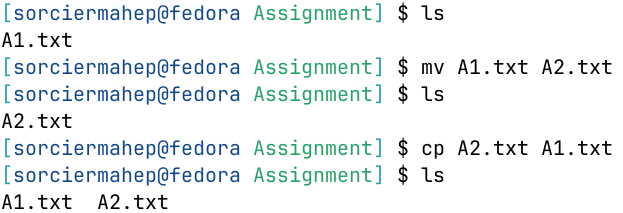 [sorciermahep@fedora Assignment] $ ls
A1.txt
[sorciermahep@fedora Assignment] $ mv A1.txt A2.txt
[sorciermahep@fedora Assignment] $ ls
A2.txt
[sorciermahep@fedora Assignment] $ cp A2.txt A1.txt
[sorciermahep@fedora Assignment] $ ls
A1.txt  A2.txt